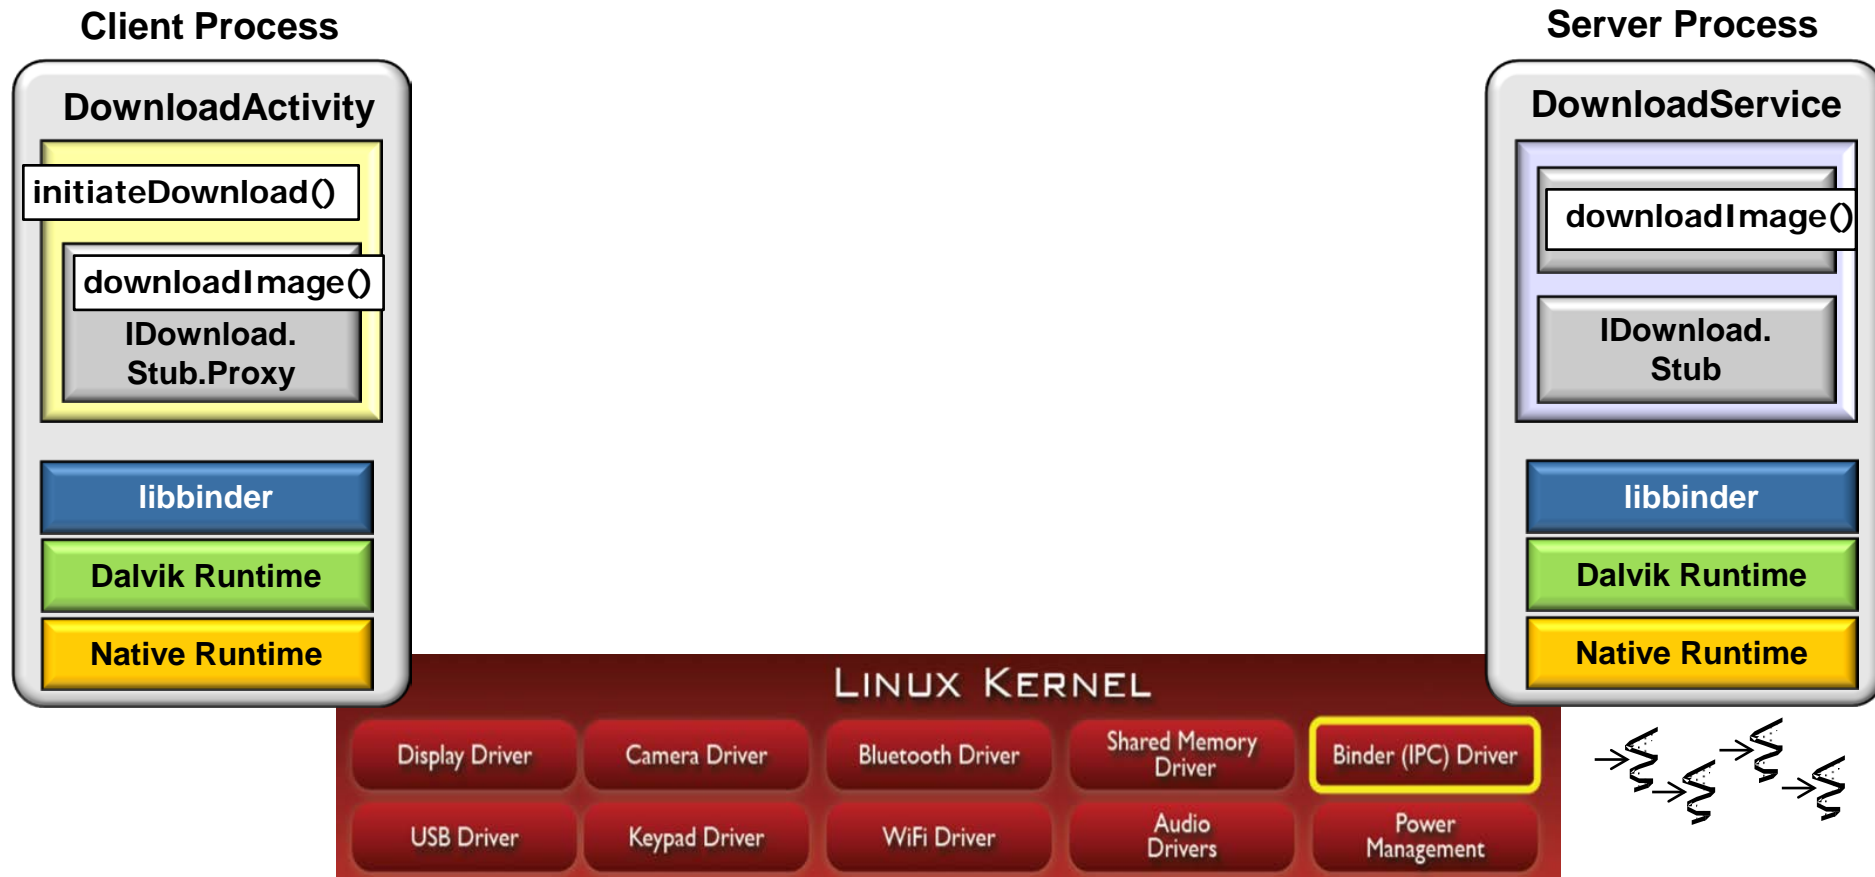 Client Process
DownloadActivity
initiateDownload()
downloadImage()
IDownload.
Stub.Proxy
libbinder
Dalvik Runtime
Native Runtime
Server Process
DownloadService
downloadImage()
IDownload.
Stub
libbinder
Dalvik Runtime
Native Runtime
LINUX KERNEL
Display Driver
Camera Driver
Bluetooth Driver
Shared Memory
Driver
Binder (IPC) Driver
USB Driver
Keypad Driver
WiFi Driver
Audio
Drivers
Power
Management